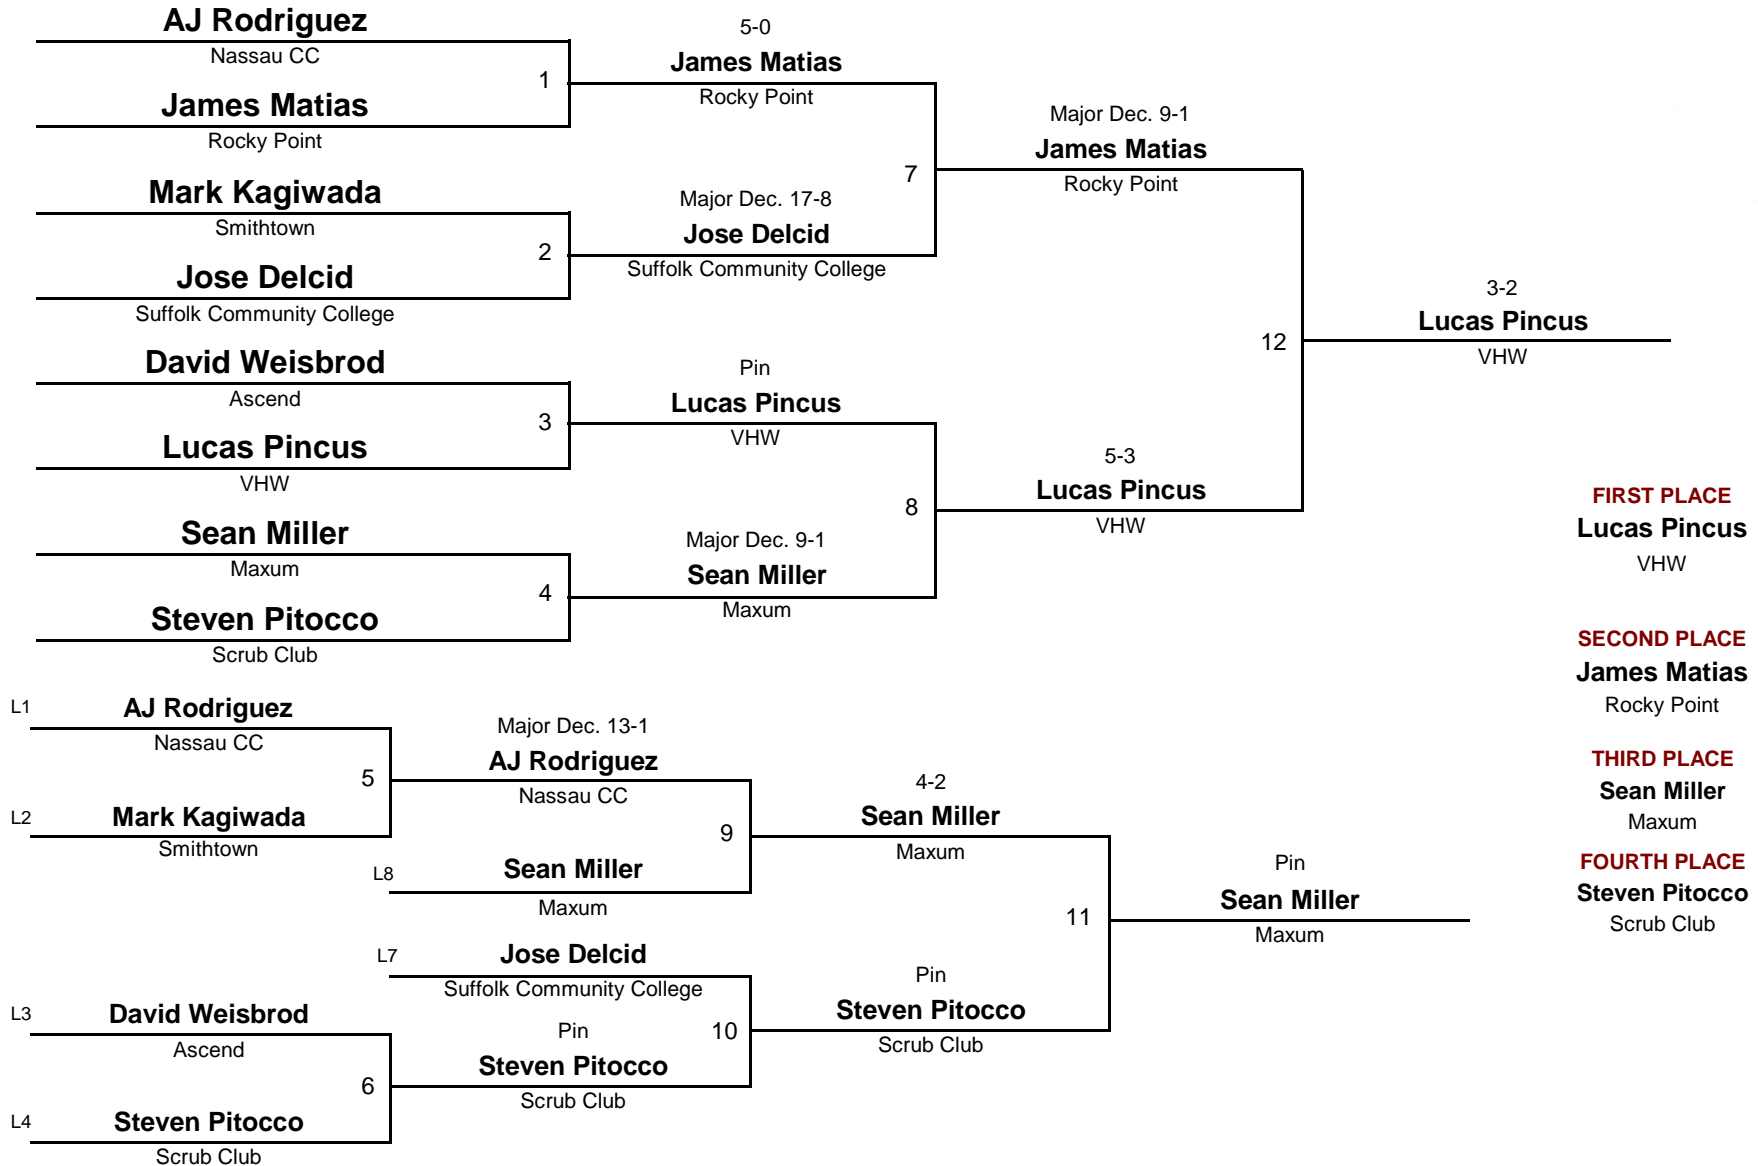 AJ Rodriguez
Nassau CC
1
James Matias
Rocky Point
Mark Kagiwada
Smithtown
2
Jose Delcid
Suffolk Community College
David Weisbrod
Ascend
3
Lucas Pincus
VHW
Sean Miller
Maxum
4
Steven Pitocco
Scrub Club
5-0
James Matias
Rocky Point
7
Major Dec. 17-8
Jose Delcid
Suffolk Community College
Pin
Lucas Pincus
VHW
8
Major Dec. 9-1
Sean Miller
Maxum
Major Dec. 9-1
James Matias
Rocky Point
12
5-3
Lucas Pincus
VHW
3-2
Lucas Pincus
VHW
L1
AJ Rodriguez
Nassau CC
5
L2
Mark Kagiwada
Smithtown
Major Dec. 13-1
AJ Rodriguez
Nassau CC
9
L8
Sean Miller
Maxum
L7
Jose Delcid
Suffolk Community College
10
L3
David Weisbrod
Ascend
6
L4
Steven Pitocco
Scrub Club
Pin
Steven Pitocco
Scrub Club
4-2
Sean Miller
Maxum
11
Pin
Steven Pitocco
Scrub Club
Pin
Sean Miller
Maxum
FIRST PLACE
Lucas Pincus
VHW
SECOND PLACE
James Matias
Rocky Point
THIRD PLACE
Sean Miller
Maxum
FOURTH PLACE
Steven Pitocco
Scrub Club